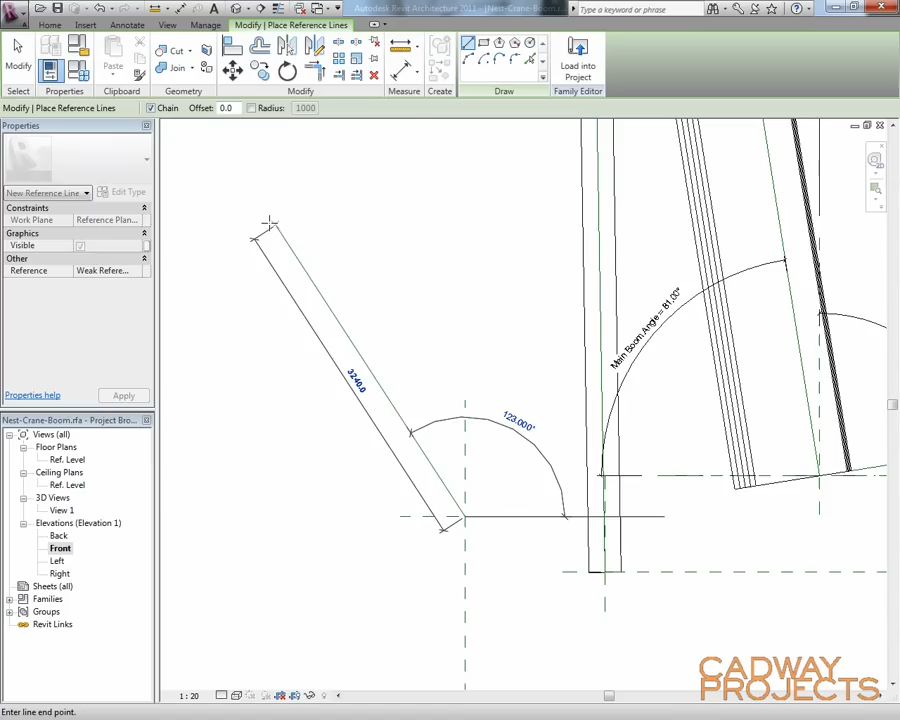 Autodesk Revit Architecture 2011 - [Nest-Crane-Boom.rfa
Type a keyword or phrase
Home Insert Annotate View Manage Modify | Place Reference Lines
Modify Paste Cut Join Load into Project
Select Properties Clipboard Geometry Modify Measure Create Draw Family Editor
Modify | Place Reference Lines Chain Offset: 0.0 Radius: 1000
Properties
New Reference Line Edit Type
Constraints
Work Plane Reference Plan...
Graphics
Visible
Other
Reference Weak Refere...
Properties help Apply
Nest-Crane-Boom.rfa - Project Bro...
Views (all)
Floor Plans
Ref. Level
Ceiling Plans
Ref. Level
3D Views
View 1
Elevations (Elevation 1)
Back
Front
Left
Right
Sheets (all)
Families
Groups
Revit Links
3240.0
123.000°
Main Boom Angle = 81.00°
CADWAY
PROJECTS
1 : 20
Enter line end point.